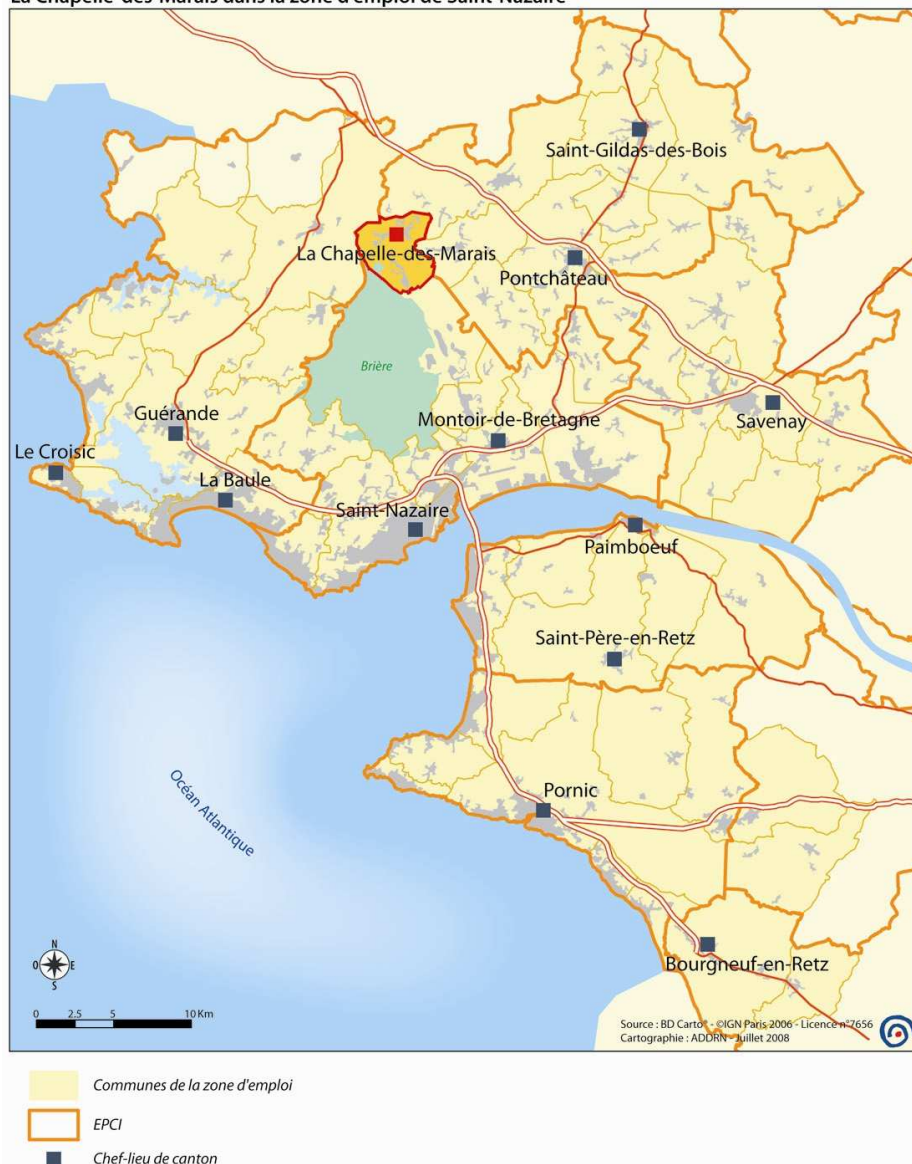 La Chapelle-des-Marais dans la zone d'emploi de Saint-Nazaire
Saint-Gildas-des-Bois
La Chapelle-des-Marais
Pontchâteau
Brière
Guérande
Montoir-de-Bretagne
Savenay
Le Croisic
La Baule
Saint-Nazaire
Paimboeuf
Saint-Père-en-Retz
Océan Atlantique
Pornic
Bourgneuf-en-Retz
N
O E
S
0 2.5 5 10 Km
Source : BD Carto® - ©IGN Paris 2006 - Licence n°7656
Cartographie : ADDRN - Juillet 2008
Communes de la zone d'emploi
EPCI
Chef-lieu de canton